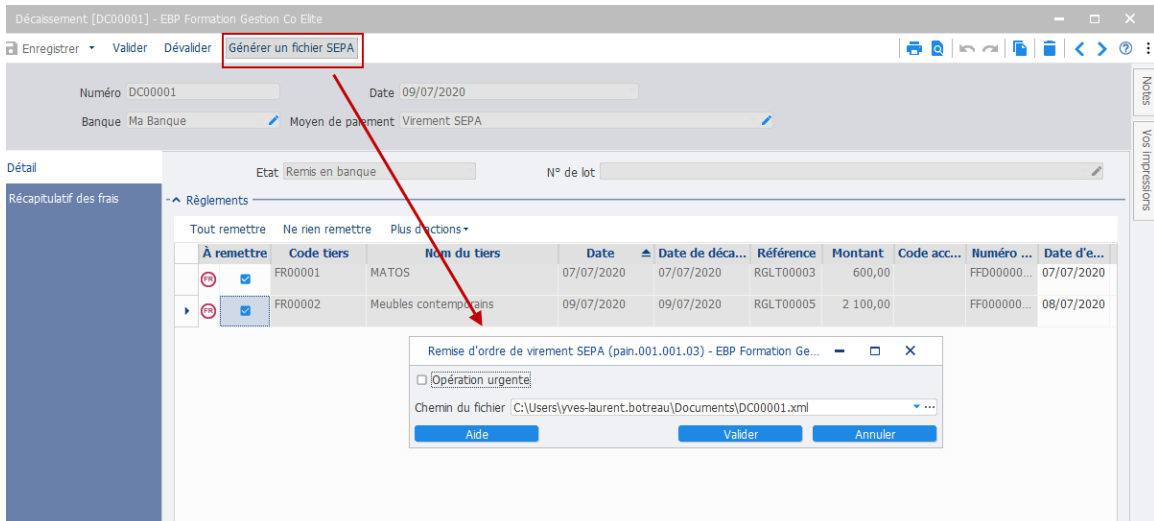 Décaissement [DC00001] - EBP Formation Gestion Co Elite
Enregistrer Valider Dévalider Générer un fichier SEPA
Numéro DC00001 Date 09/07/2020
Banque Ma Banque Moyen de paiement Virement SEPA
Notes
Vos impressions
Détail
Récapitulatif des frais
Etat Remis en banque N° de lot
Règlements
Tout remettre Ne rien remettre Plus d'actions
À remettre Code tiers Nom du tiers Date Date de déca... Référence Montant Code acc... Numéro ... Date d'e...
FR FR00001 MATOS 07/07/2020 07/07/2020 RGLT00003 600,00 FFD00000... 07/07/2020
FR FR00002 Meubles contemporains 09/07/2020 09/07/2020 RGLT00005 2 100,00 FF000000... 08/07/2020
Remise d'ordre de virement SEPA (pain.001.001.03) - EBP Formation Ge...
Opération urgente
Chemin du fichier C:\Users\yves-laurent.botreau\Documents\DC00001.xml
Aide Valider Annuler